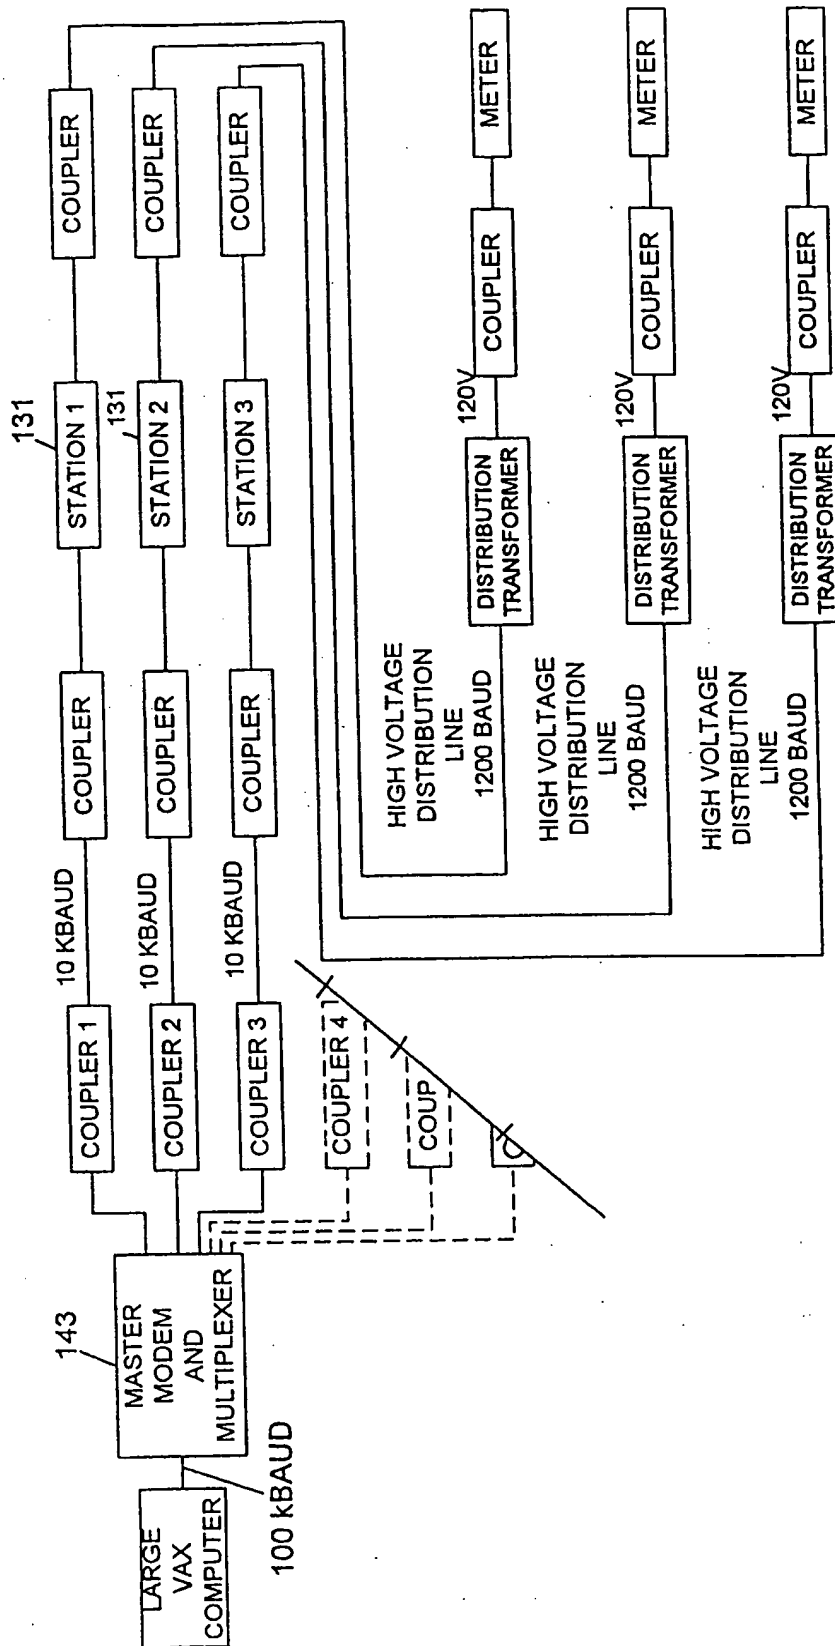 LARGE
VAX
COMPUTER
100 kBAUD
143
MASTER
MODEM
AND
MULTIPLEXER
COUPLER 1
10 KBAUD
COUPLER
131
STATION 1
COUPLER
COUPLER 2
10 KBAUD
COUPLER
131
STATION 2
COUPLER
COUPLER 3
10 KBAUD
COUPLER
STATION 3
COUPLER
COUPLER 4
COUP
C
HIGH VOLTAGE
DISTRIBUTION
LINE
1200 BAUD
DISTRIBUTION
TRANSFORMER
120V
COUPLER
METER
HIGH VOLTAGE
DISTRIBUTION
LINE
1200 BAUD
DISTRIBUTION
TRANSFORMER
120V
COUPLER
METER
HIGH VOLTAGE
DISTRIBUTION
LINE
1200 BAUD
DISTRIBUTION
TRANSFORMER
120V
COUPLER
METER